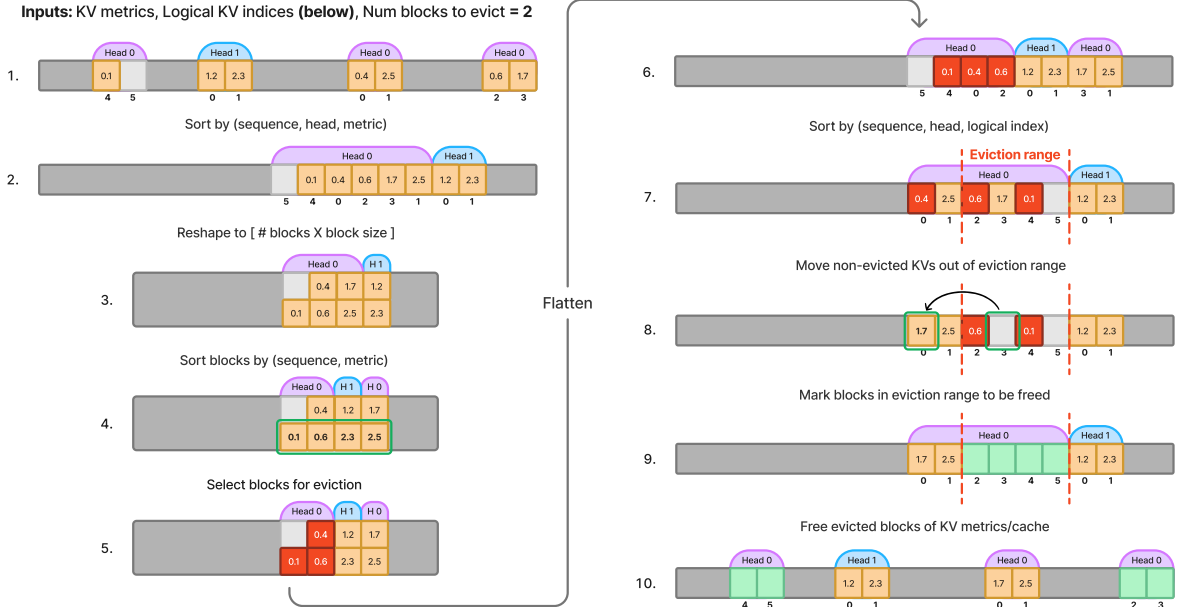 Inputs: KV metrics, Logical KV indices (below), Num blocks to evict = 2
1.
Head 0 Head 1 Head 0 Head 0
0.1 1.2 2.3 0.4 2.5 0.6 1.7
4 5 0 1 0 1 2 3
Sort by (sequence, head, metric)
2.
Head 0 Head 1
0.1 0.4 0.6 1.7 2.5 1.2 2.3
5 4 0 2 3 1 0 1
Reshape to [ # blocks X block size ]
3.
Head 0 H 1
0.4 1.7 1.2
0.1 0.6 2.5 2.3
Sort blocks by (sequence, metric)
4.
Head 0 H 1 H 0
0.4 1.2 1.7
0.1 0.6 2.3 2.5
Select blocks for eviction
5.
Head 0 H 1 H 0
0.4 1.2 1.7
0.1 0.6 2.3 2.5
Flatten
6.
Head 0 Head 1 Head 0
0.1 0.4 0.6 1.2 2.3 1.7 2.5
5 4 0 2 0 1 3 1
Sort by (sequence, head, logical index)
Eviction range
7.
Head 0 Head 1
0.4 2.5 0.6 1.7 0.1 1.2 2.3
0 1 2 3 4 5 0 1
Move non-evicted KVs out of eviction range
8.
1.7 2.5 0.6 0.1 1.2 2.3
0 1 2 3 4 5 0 1
Mark blocks in eviction range to be freed
9.
Head 0 Head 1
1.7 2.5 1.2 2.3
0 1 2 3 4 5 0 1
Free evicted blocks of KV metrics/cache
10.
Head 0 Head 1 Head 0 Head 0
1.2 2.3 1.7 2.5
4 5 0 1 0 1 2 3